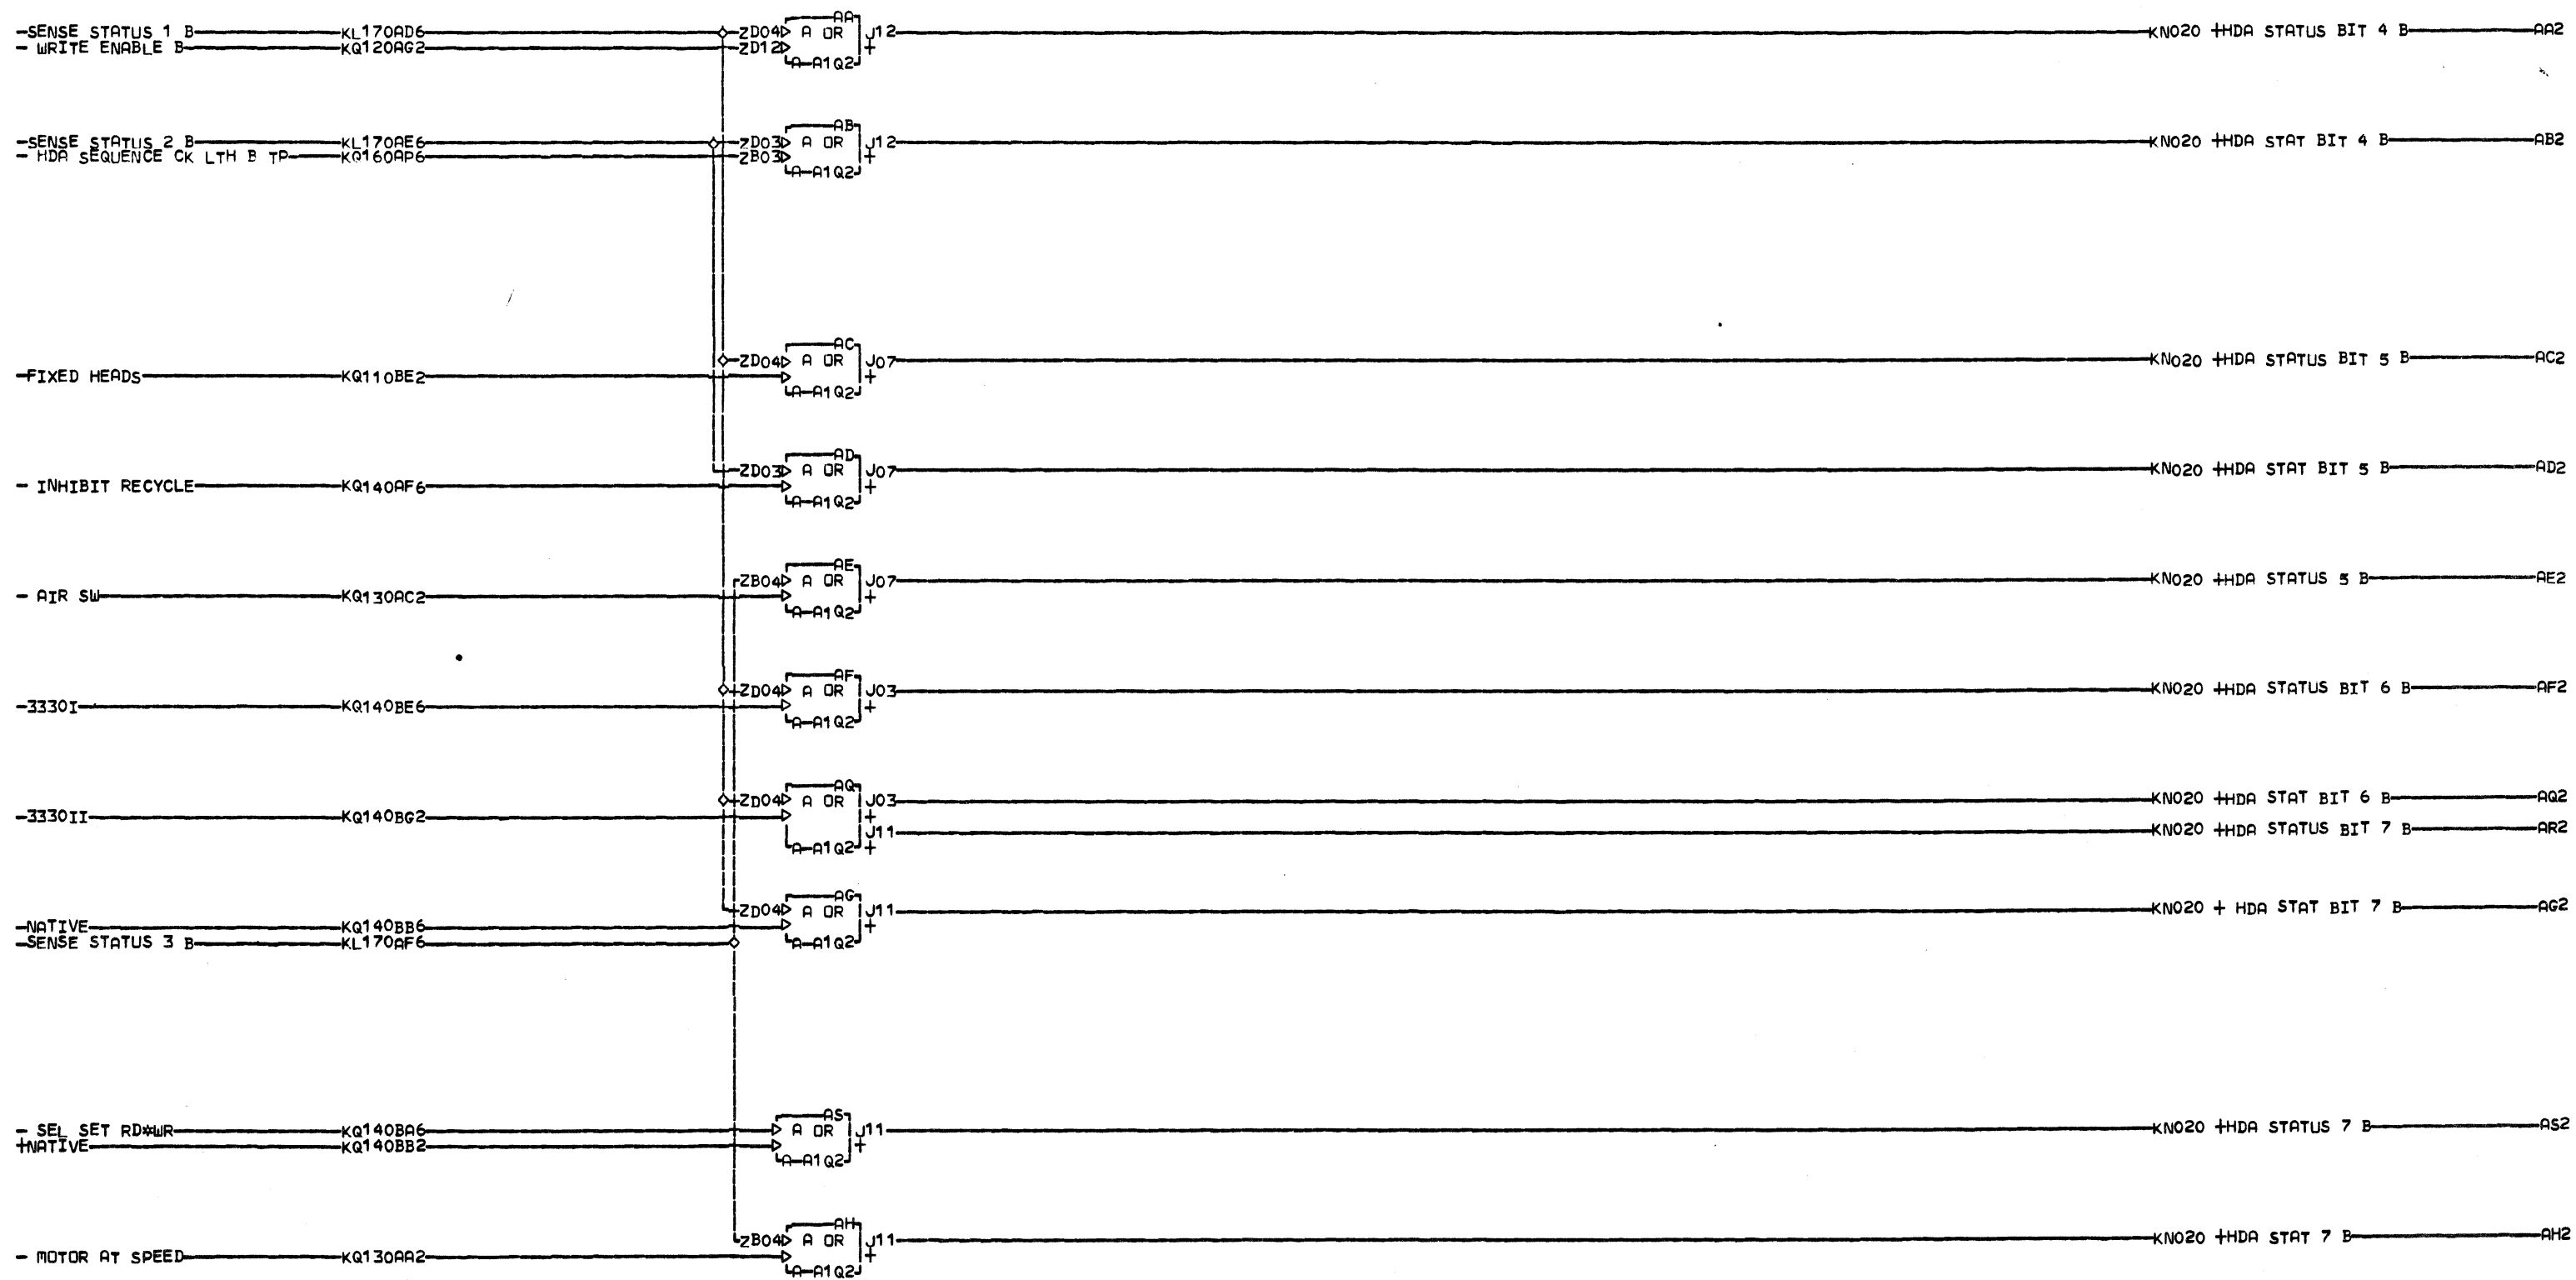 AA
-SENSE STATUS 1 B KL170AD6 ZD04 A OR J12 KN020 +HDA STATUS BIT 4 B AA2
- WRITE ENABLE B KQ120AG2 ZD12 +
A-A1Q2
AB
-SENSE STATUS 2 B KL170AE6 ZD03 A OR J12 KN020 +HDA STAT BIT 4 B AB2
- HDA SEQUENCE CK LTH B TP KQ160AP6 ZB03 +
A-A1Q2
AC
ZD04 A OR J07 KN020 +HDA STATUS BIT 5 B AC2
-FIXED HEADS KQ110BE2 +
A-A1Q2
AD
ZD03 A OR J07 KN020 +HDA STAT BIT 5 B AD2
- INHIBIT RECYCLE KQ140AF6 +
A-A1Q2
AE
ZB04 A OR J07 KN020 +HDA STATUS 5 B AE2
- AIR SW KQ130AC2 +
A-A1Q2
AF
ZD04 A OR J03 KN020 +HDA STATUS BIT 6 B AF2
-3330I KQ140BE6 +
A-A1Q2
AQ
ZD04 A OR J03 KN020 +HDA STAT BIT 6 B AQ2
-3330II KQ140BG2 +
J11 KN020 +HDA STATUS BIT 7 B AR2
A-A1Q2 +
AG
ZD04 A OR J11 KN020 + HDA STAT BIT 7 B AG2
-NATIVE KQ140BB6 +
-SENSE STATUS 3 B KL170AF6 A-A1Q2
AS
- SEL SET RD*WR KQ140BA6 A OR J11 KN020 +HDA STATUS 7 B AS2
+NATIVE KQ140BB2 +
A-A1Q2
AH
ZB04 A OR J11 KN020 +HDA STAT 7 B AH2
- MOTOR AT SPEED KQ130AA2 +
A-A1Q2